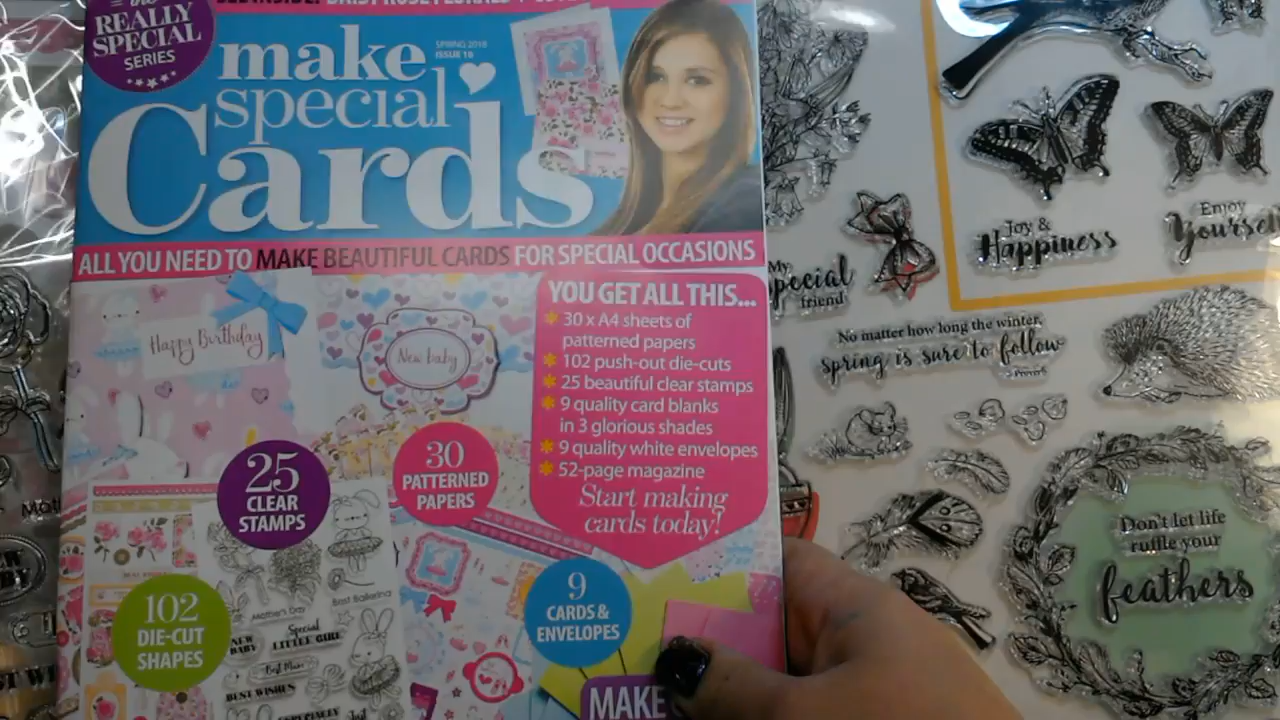 the
REALLY
SPECIAL
SERIES
make
special
Cards
SPRING 2018
ISSUE 10
ALL YOU NEED TO MAKE BEAUTIFUL CARDS FOR SPECIAL OCCASIONS
Happy Birthday
New baby
YOU GET ALL THIS...
30 x A4 sheets of
patterned papers
102 push-out die-cuts
25 beautiful clear stamps
9 quality card blanks
in 3 glorious shades
9 quality white envelopes
52-page magazine
Start making
cards today!
25
CLEAR
STAMPS
30
PATTERNED
PAPERS
102
DIE-CUT
SHAPES
9
CARDS &
ENVELOPES
Mother's Day
Best Ballerina
NEW
BABY
Special
LITTLE GIRL
Best Mum
BEST WISHES
ESPECIALLY
Just
MAKE
Joy &
Happiness
Enjoy
My
special
friend
No matter how long the winter,
spring is sure to follow
Proverb
Don't let life
ruffle your
feathers